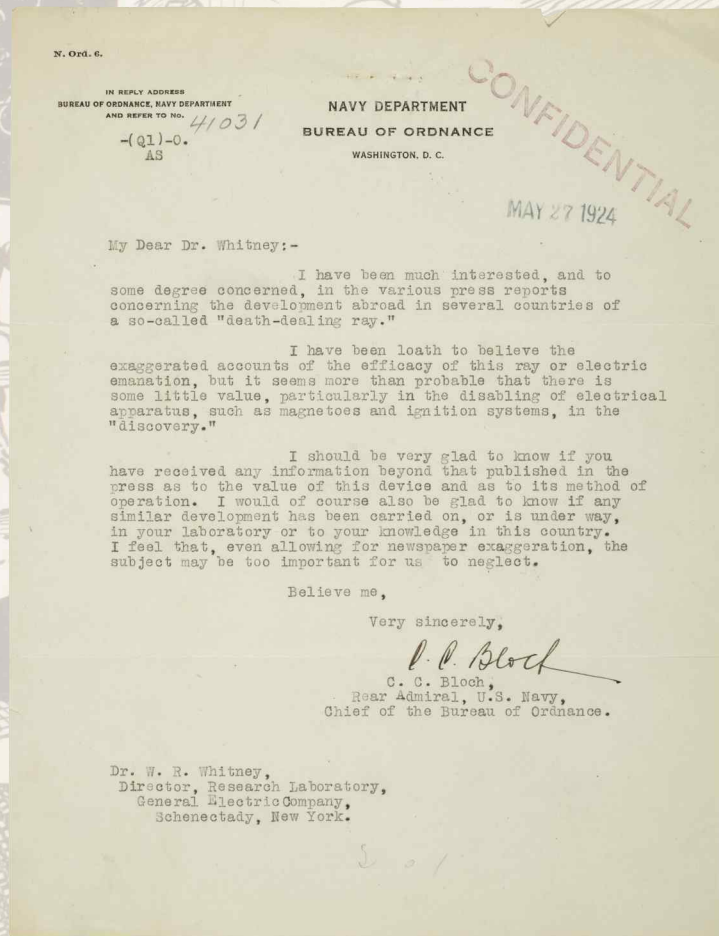 N. Ord. 6.
IN REPLY ADDRESS
BUREAU OF ORDNANCE, NAVY DEPARTMENT
AND REFER TO No.
41031
-(Q1)-O.
AS
NAVY DEPARTMENT
BUREAU OF ORDNANCE
WASHINGTON, D. C.
CONFIDENTIAL
MAY 27 1924
My Dear Dr. Whitney:-
I have been much interested, and to
some degree concerned, in the various press reports
concerning the development abroad in several countries of
a so-called "death-dealing ray."
I have been loath to believe the
exaggerated accounts of the efficacy of this ray or electric
emanation, but it seems more than probable that there is
some little value, particularly in the disabling of electrical
apparatus, such as magnetoes and ignition systems, in the
"discovery."
I should be very glad to know if you
have received any information beyond that published in the
press as to the value of this device and as to its method of
operation. I would of course also be glad to know if any
similar development has been carried on, or is under way,
in your laboratory or to your knowledge in this country.
I feel that, even allowing for newspaper exaggeration, the
subject may be too important for us to neglect.
Believe me,
Very sincerely,
C. C. Bloch
C. C. Bloch,
Rear Admiral, U.S. Navy,
Chief of the Bureau of Ordnance.
Dr. W. R. Whitney,
Director, Research Laboratory,
General Electric Company,
Schenectady, New York.